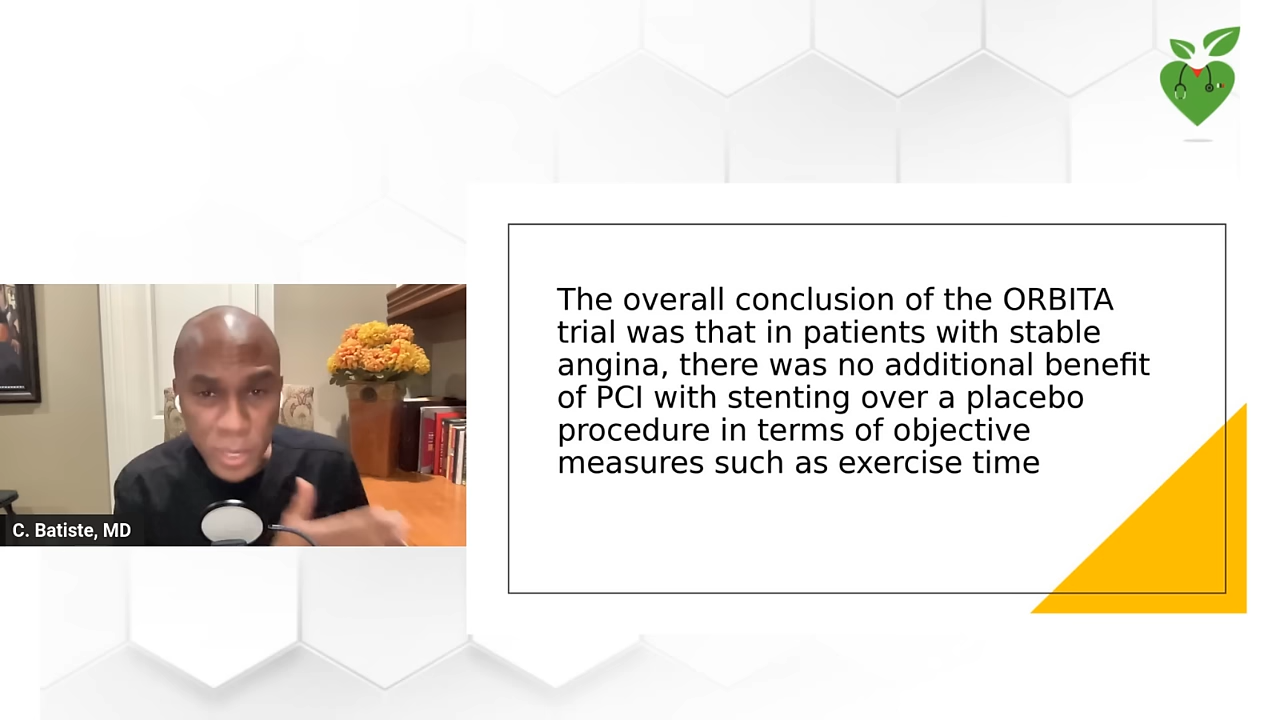 The overall conclusion of the ORBITA
trial was that in patients with stable
angina, there was no additional benefit
of PCI with stenting over a placebo
procedure in terms of objective
measures such as exercise time
C. Batiste, MD